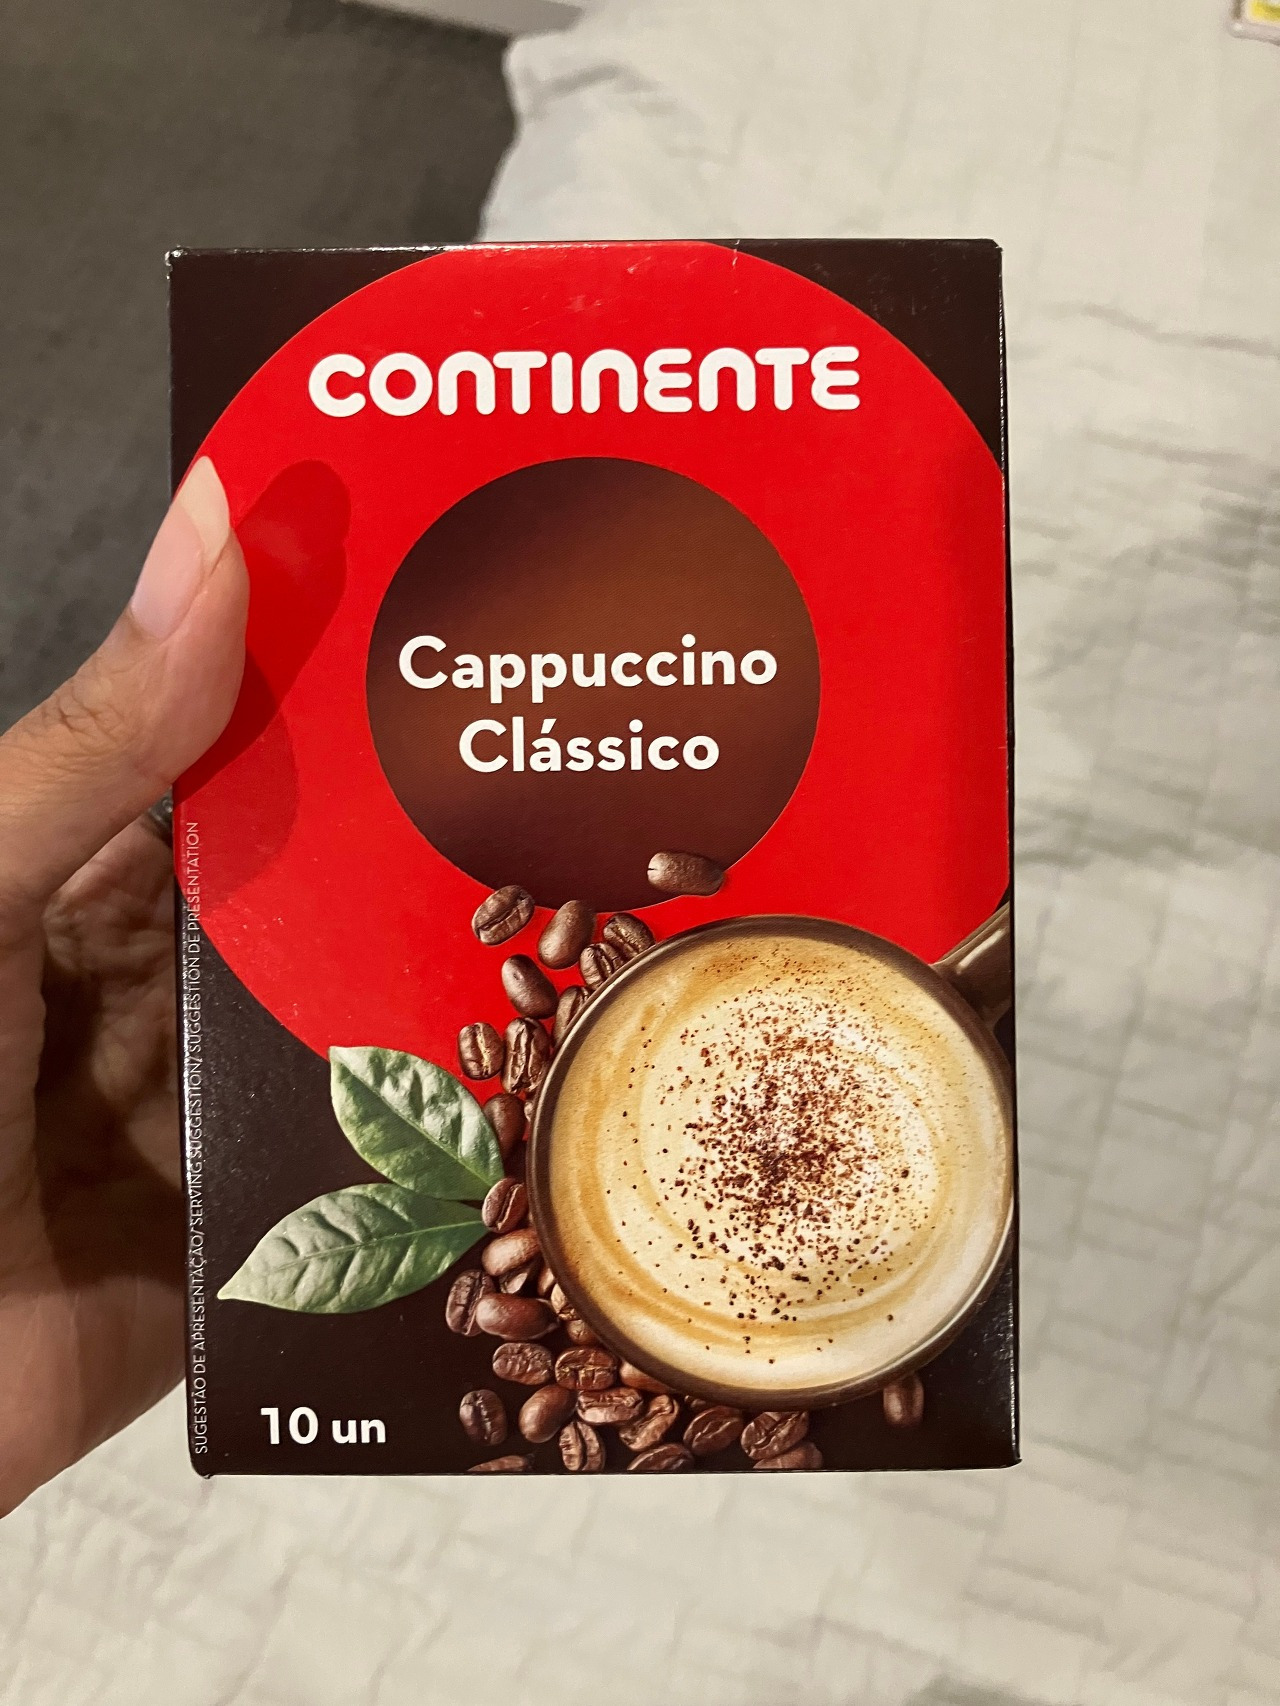 CONTINENTE
Cappuccino
Clássico
SUGESTÃO DE APRESENTAÇÃO/SERVING SUGGESTION/SUGGESTION DE PRÉSENTATION
10 un